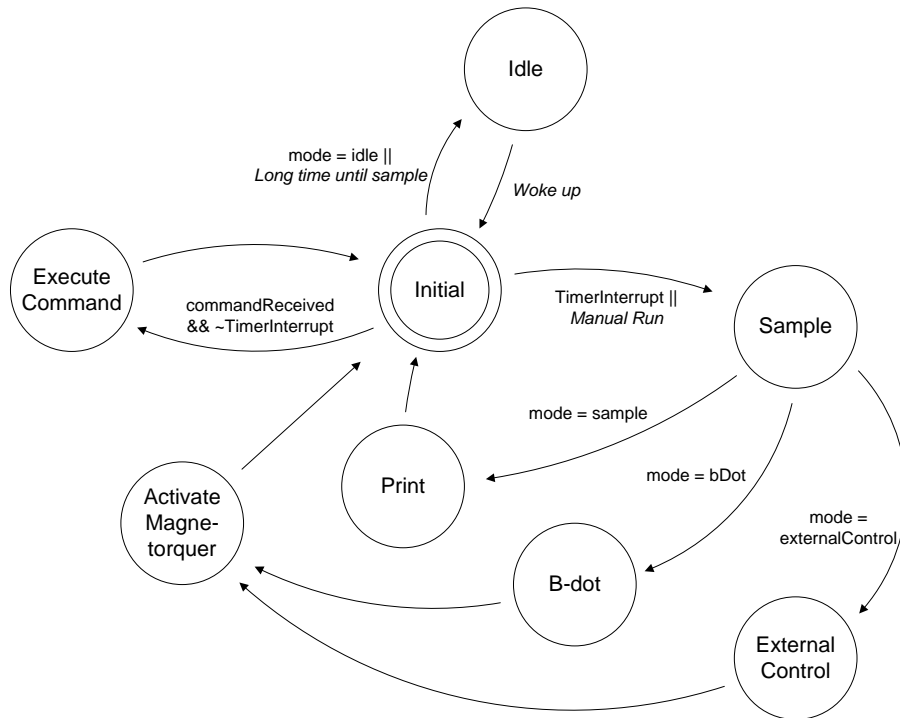 Idle
mode = idle ||
Long time until sample
Woke up
Execute
Command
Initial
commandReceived
&& ~TimerInterrupt
TimerInterrupt ||
Manual Run
Sample
mode = sample
Print
mode = bDot
Activate
Magne-
torquer
mode =
externalControl
B-dot
External
Control